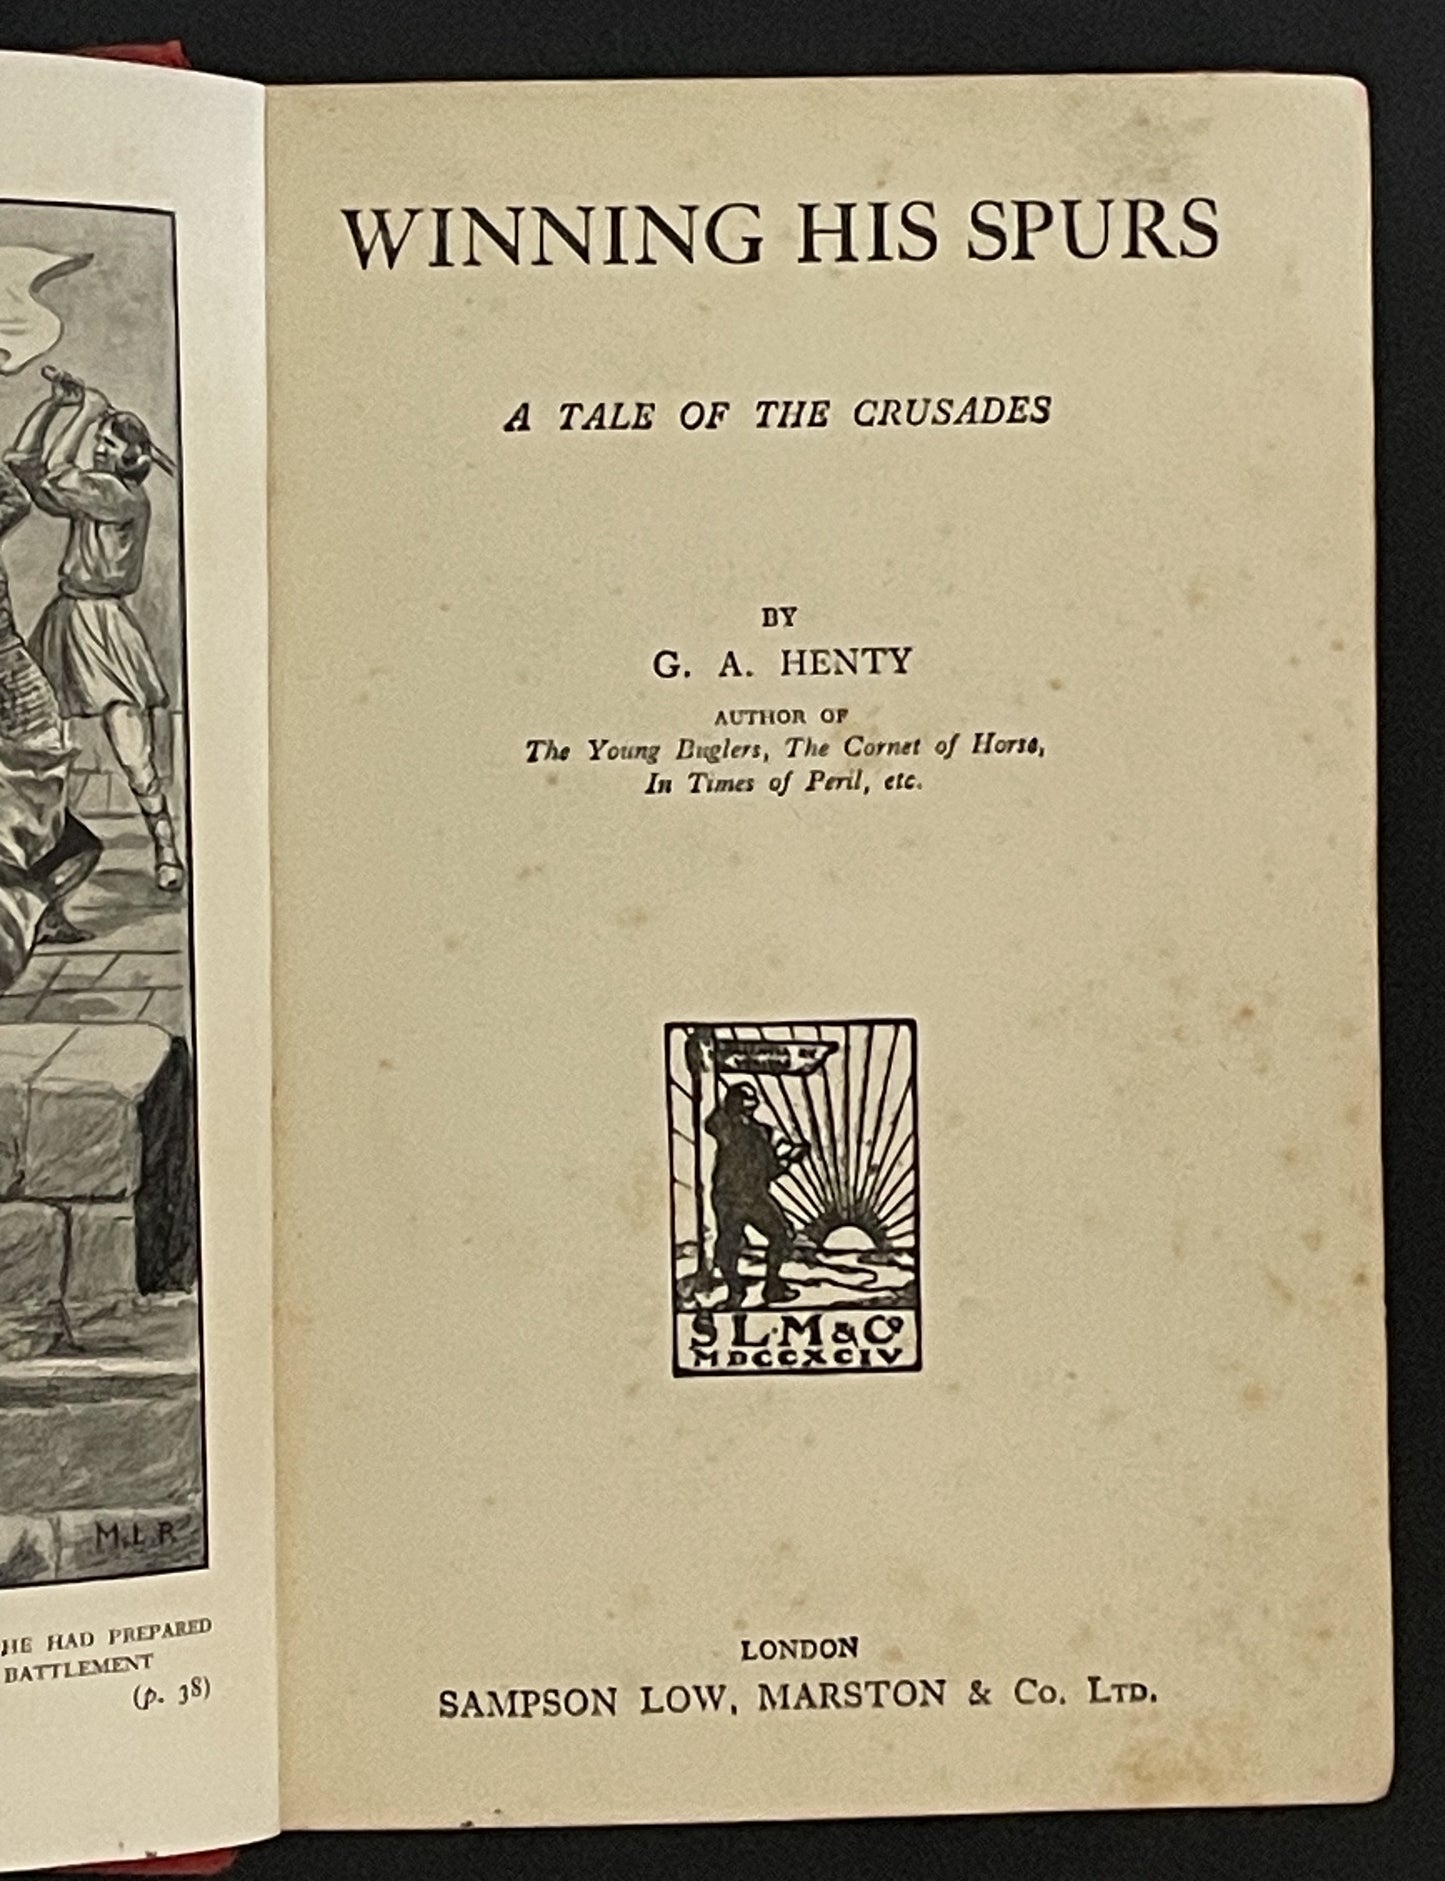 M.L.R
HE HAD PREPARED
BATTLEMENT
(p. 38)
WINNING HIS SPURS
A TALE OF THE CRUSADES
BY
G. A. HENTY
AUTHOR OF
The Young Buglers, The Cornet of Horse,
In Times of Peril, etc.
S L·M & Co
MDCCXCIV
LONDON
SAMPSON LOW, MARSTON & Co. LTD.